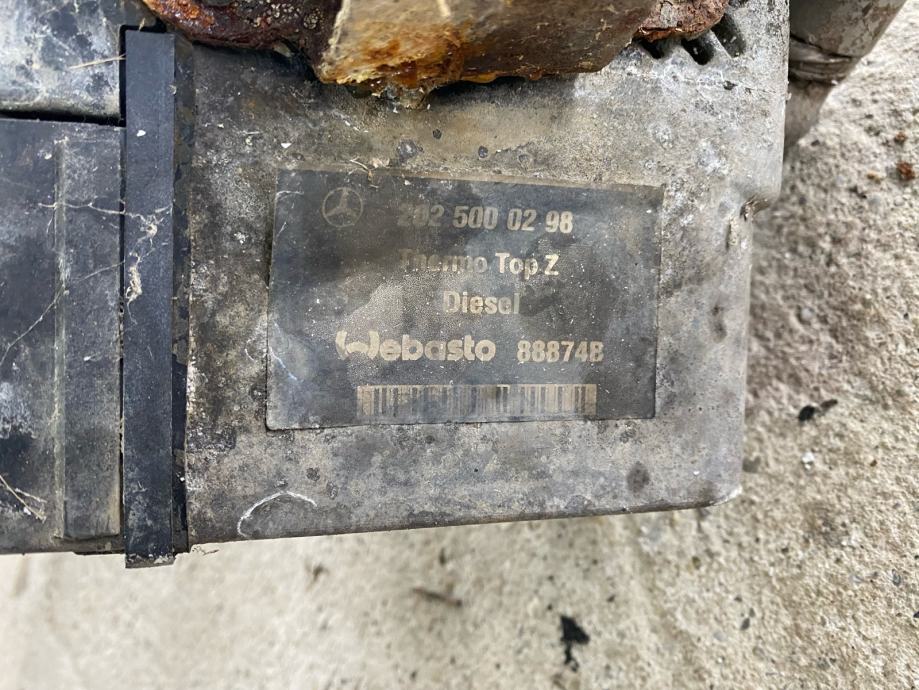 202 500 02 98
Thermo Top Z
Diesel
Webasto 88874B